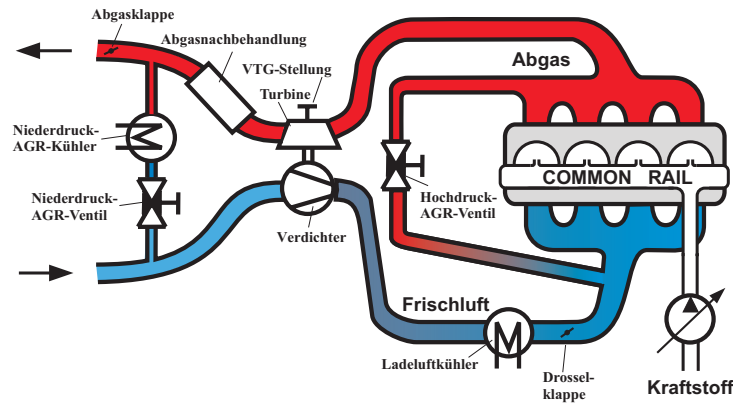 Abgasklappe
Abgasnachbehandlung
VTG-Stellung
Turbine
Abgas
Niederdruck-
AGR-Kühler
COMMON RAIL
Niederdruck-
AGR-Ventil
Hochdruck-
AGR-Ventil
Verdichter
Frischluft
Ladeluftkühler
Drossel-
klappe
Kraftstoff